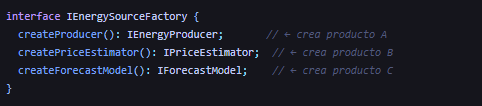 interface IEnergySourceFactory {
createProducer(): IEnergyProducer; // ← crea producto A
createPriceEstimator(): IPriceEstimator; // ← crea producto B
createForecastModel(): IForecastModel; // ← crea producto C
}